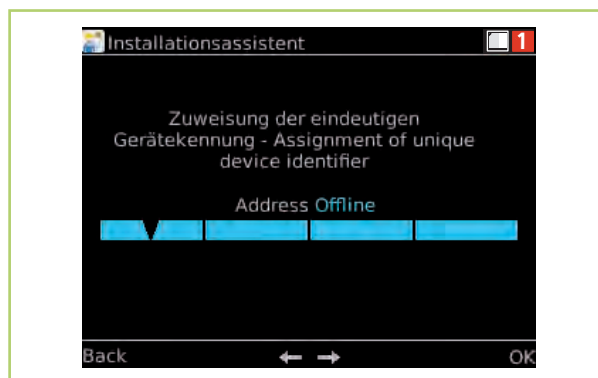 Installationsassistent 1
Zuweisung der eindeutigen
Gerätekennung - Assignment of unique
device identifier
Address Offline
Back OK